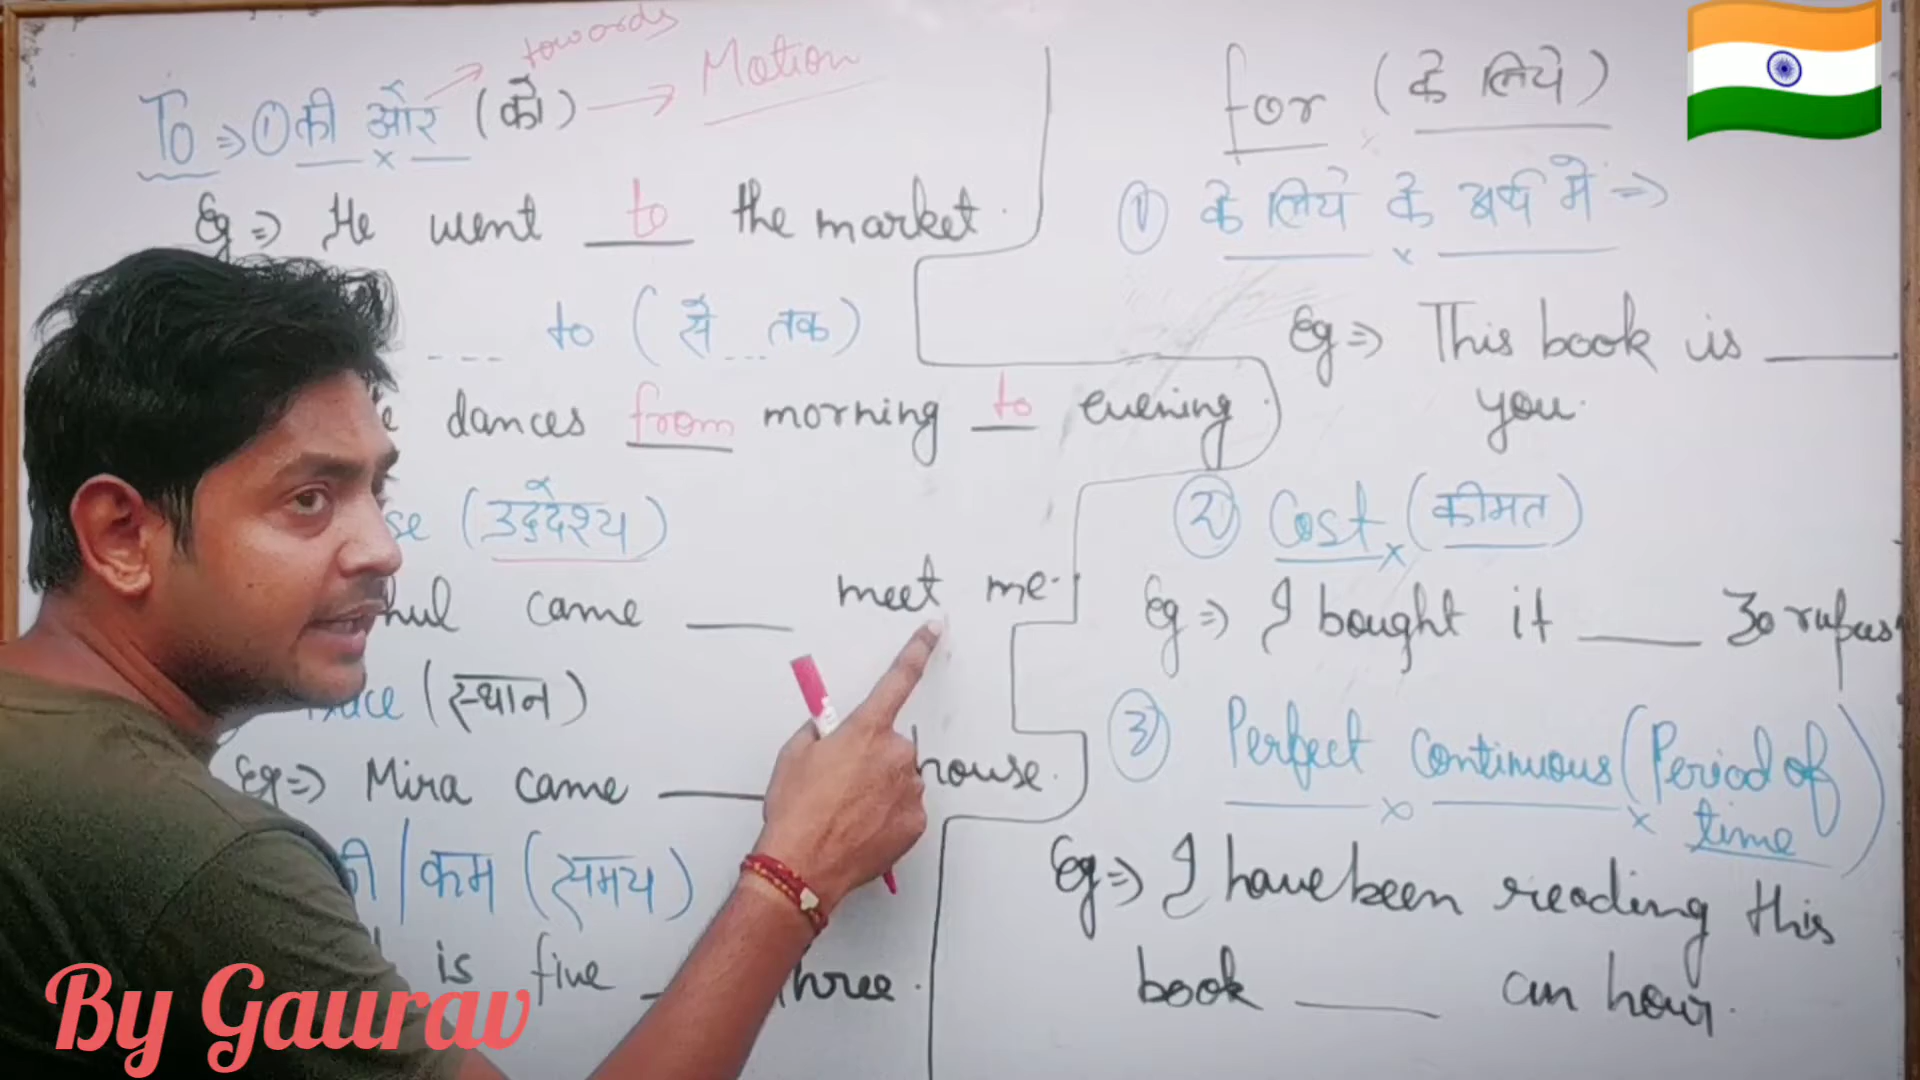 towards
Motion
To => ① की और (को)
Eg => He went to the market.
to (से ... तक)
dances from morning to evening.
(उद्देश्य)
came ___ meet me.
(स्थान)
Eg => Mira came ___ house.
की / कम (समय)
is five ___ three.
for (के लिये)
① के लिये के अर्थ में =>
Eg => This book is ___
you.
② Cost (कीमत)
Eg => I bought it ___ 30 rupees
③ Perfect Continuous (Period of
time)
Eg => I have been reading this
book ___ an hour.
By Gaurav